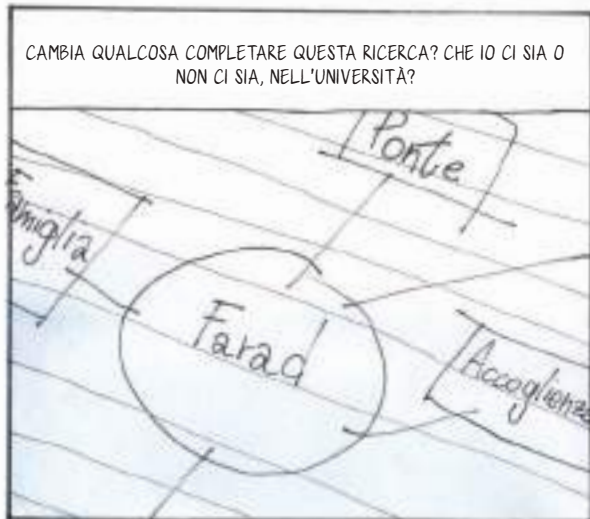 CAMBIA QUALCOSA COMPLETARE QUESTA RICERCA? CHE IO CI SIA O
NON CI SIA, NELL'UNIVERSITÀ?
Ponte
Famiglia
Farad
Accoglienza